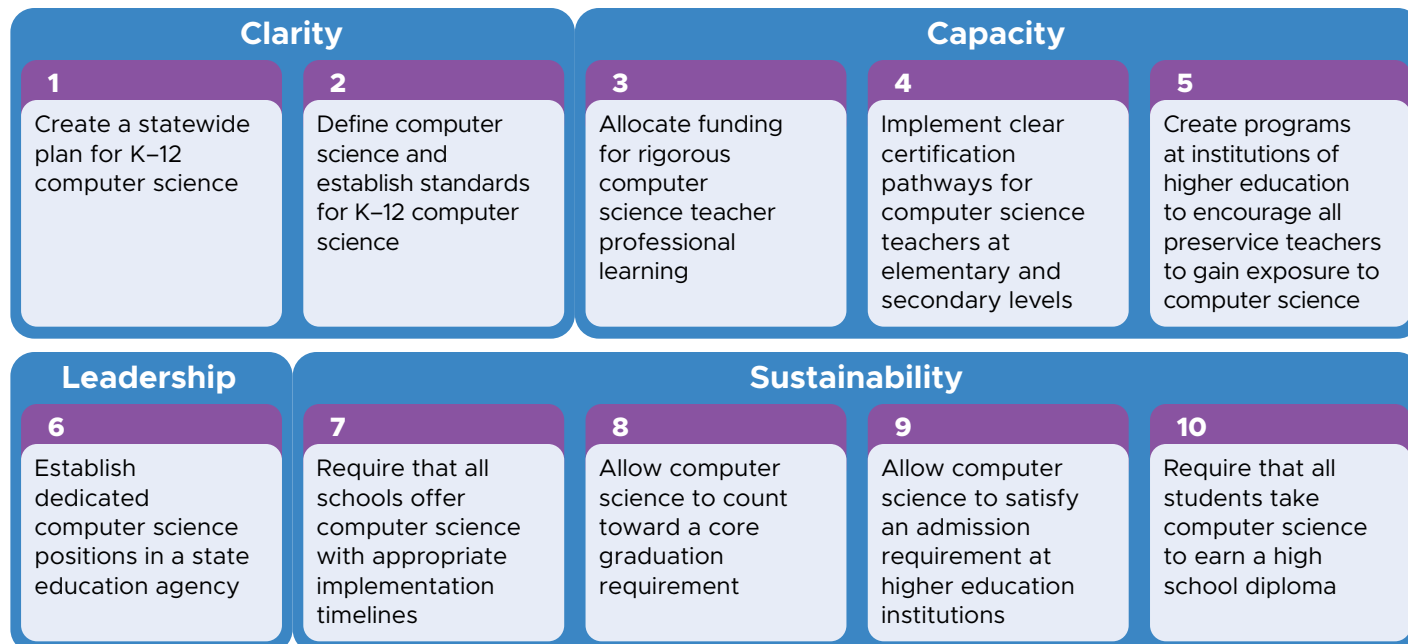 Clarity
1
Create a statewide
plan for K–12
computer science
2
Define computer
science and
establish standards
for K–12 computer
science
Capacity
3
Allocate funding
for rigorous
computer
science teacher
professional
learning
4
Implement clear
certification
pathways for
computer science
teachers at
elementary and
secondary levels
5
Create programs
at institutions of
higher education
to encourage all
preservice teachers
to gain exposure to
computer science
Leadership
6
Establish
dedicated
computer science
positions in a state
education agency
Sustainability
7
Require that all
schools offer
computer science
with appropriate
implementation
timelines
8
Allow computer
science to count
toward a core
graduation
requirement
9
Allow computer
science to satisfy
an admission
requirement at
higher education
institutions
10
Require that all
students take
computer science
to earn a high
school diploma